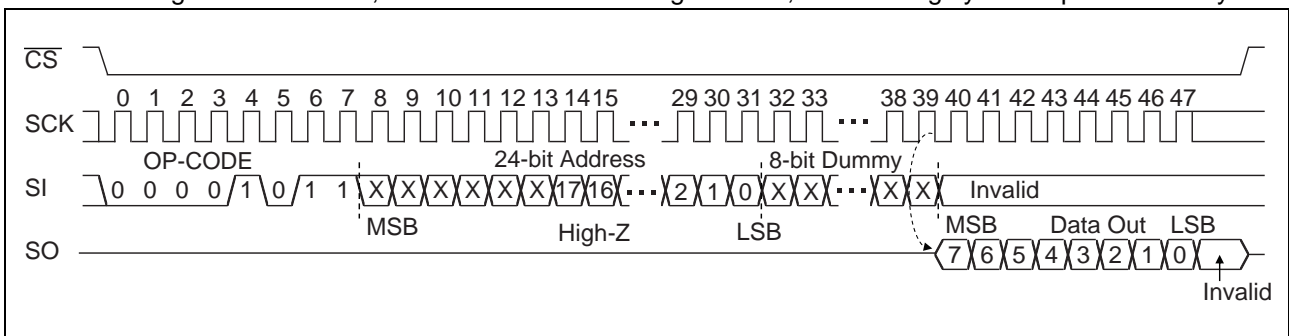 CS
0 1 2 3 4 5 6 7 8 9 10 11 12 13 14 15 29 30 31 32 33 38 39 40 41 42 43 44 45 46 47
SCK ••• •••
OP-CODE 24-bit Address 8-bit Dummy
SI 0 0 0 0 1 0 1 1 X X X X X X 17 16 ••• 2 1 0 X X ••• X X Invalid
MSB High-Z LSB MSB Data Out LSB
SO 7 6 5 4 3 2 1 0
Invalid